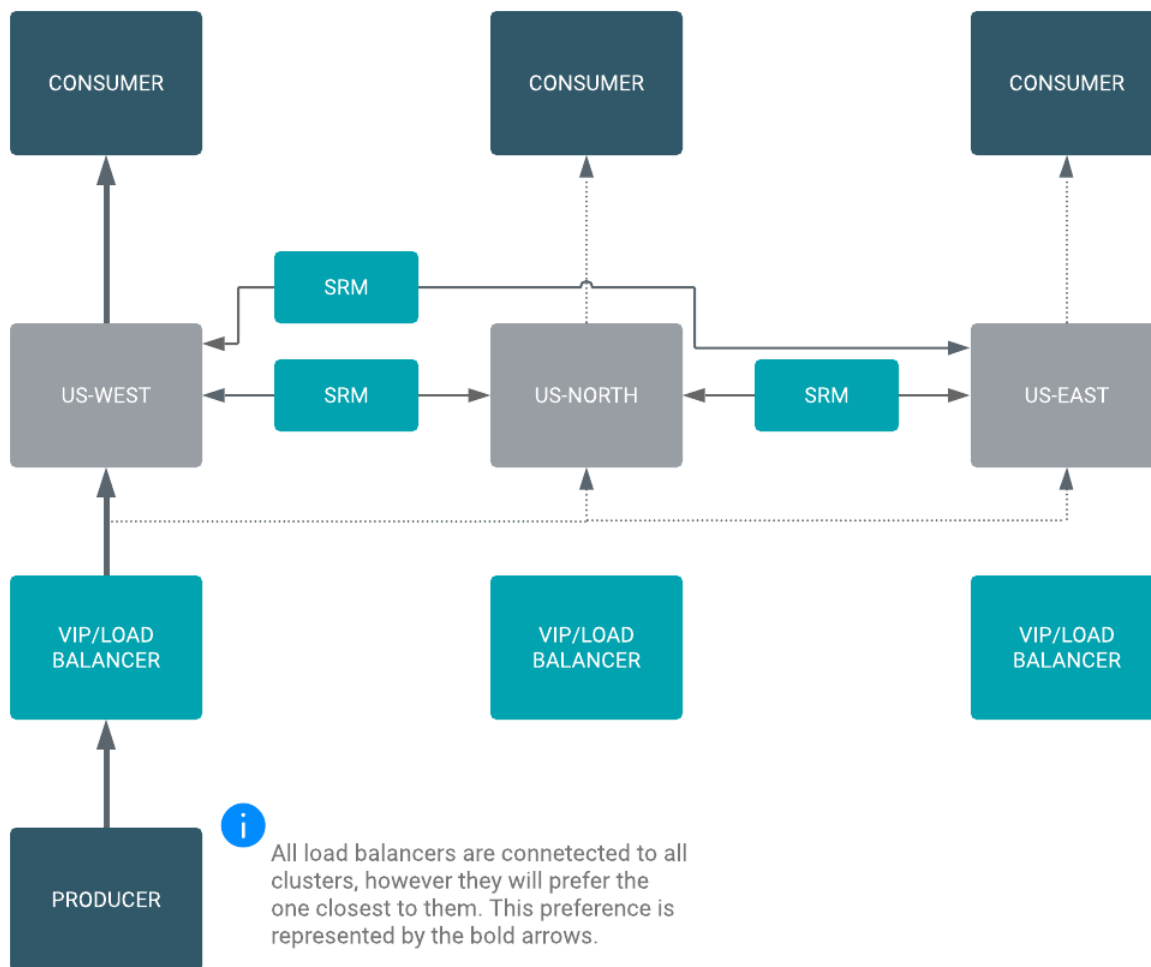 CONSUMER
CONSUMER
CONSUMER
SRM
US-WEST
SRM
US-NORTH
SRM
US-EAST
VIP/LOAD
BALANCER
VIP/LOAD
BALANCER
VIP/LOAD
BALANCER
PRODUCER
i
All load balancers are connetected to all
clusters, however they will prefer the
one closest to them. This preference is
represented by the bold arrows.